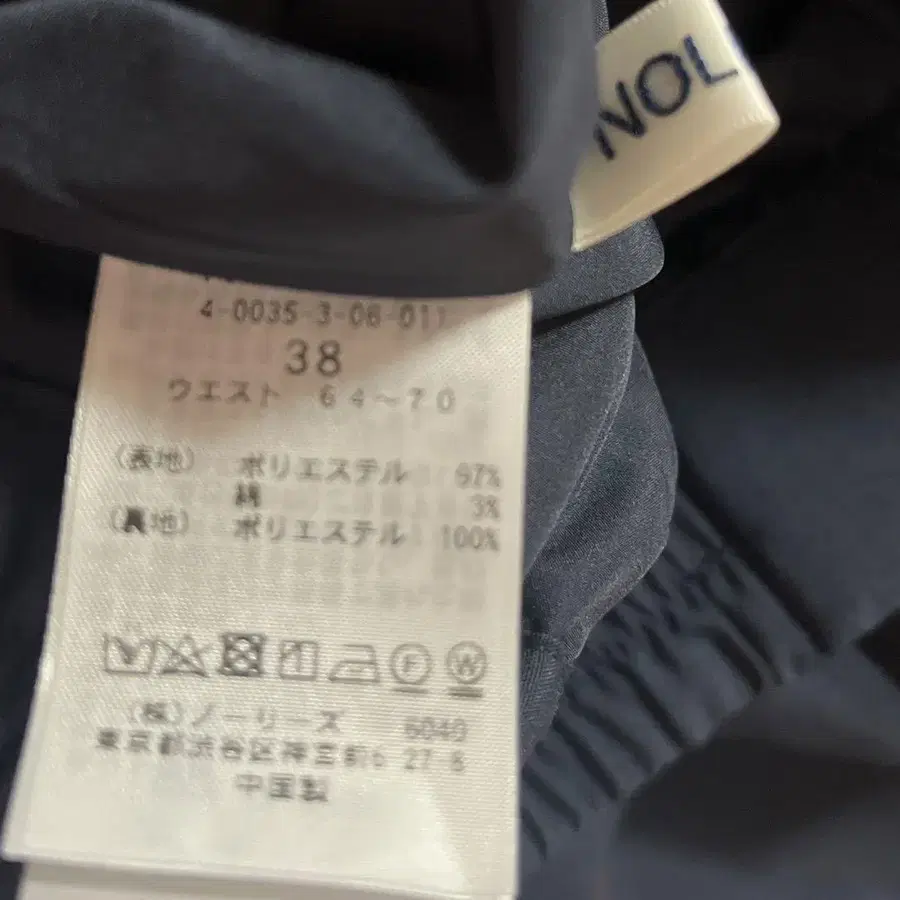 NOL
4-0035-3-06-011
38
ウエスト 64～70
(表地) ポリエステル 97%
綿 3%
(裏地) ポリエステル 100%
F W
(株)ノーリーズ 6040
東京都渋谷区神宮前6-27-8
中国製